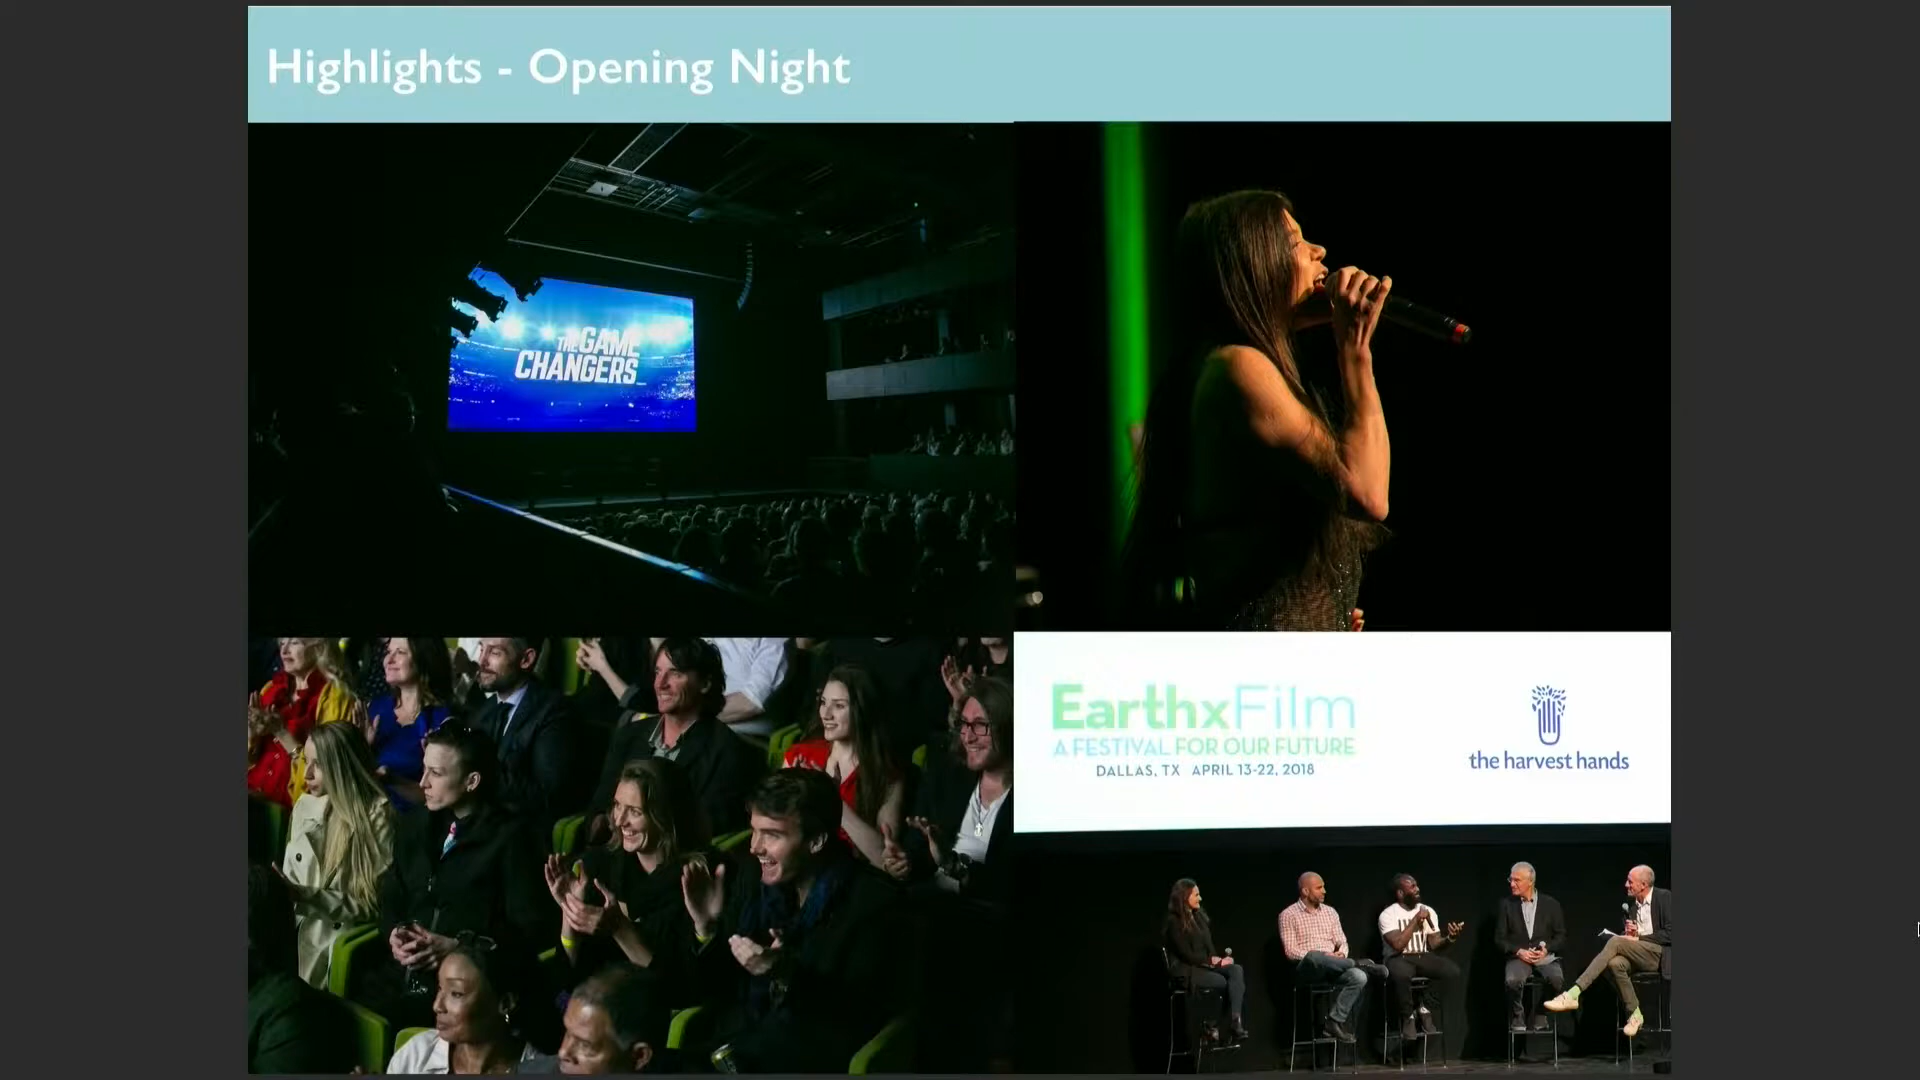 Highlights - Opening Night
THE GAME
CHANGERS
EarthxFilm
A FESTIVAL FOR OUR FUTURE
DALLAS, TX APRIL 13-22, 2018
the harvest hands